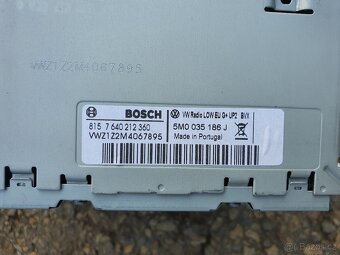 VWZ1Z2M4067895
BOSCH
VW Radio LOW EU G+ UP2 BVX
815 7 640 212 360
5M0 035 186 J
VWZ1Z2M4067895
Made in Portugal